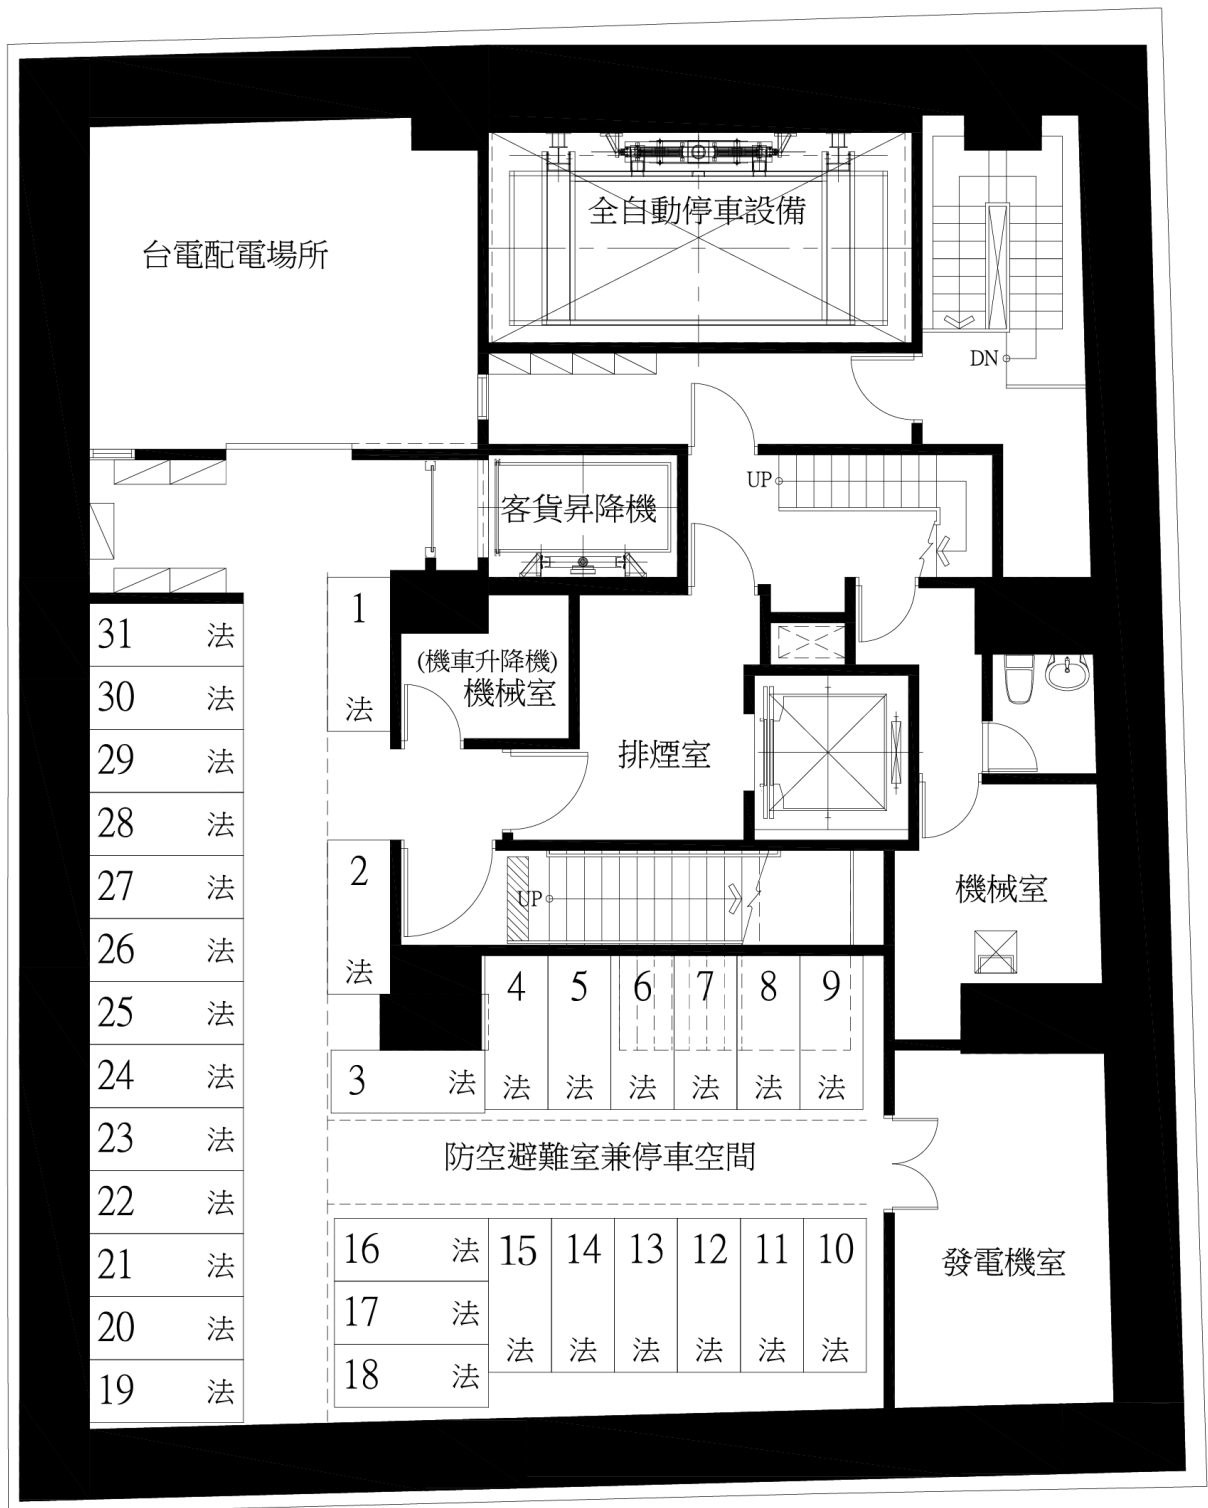 全自動停車設備
台電配電場所
DN
UP
客貨昇降機
1
法
31 法
(機車升降機)
機械室
30 法
29 法
排煙室
28 法
27 法
2
法
UP
機械室
26 法
25 法
4 5 6 7 8 9
法 法 法 法 法 法
24 法
3 法
23 法
防空避難室兼停車空間
22 法
21 法
16 法
15 14 13 12 11 10
法 法 法 法 法 法
發電機室
20 法
17 法
19 法
18 法